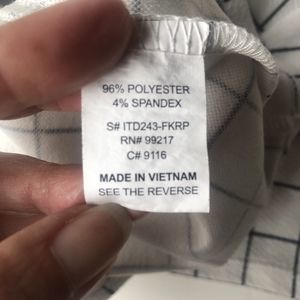 96% POLYESTER
4% SPANDEX
S# ITD243-FKRP
RN# 99217
C# 9116
MADE IN VIETNAM
SEE THE REVERSE